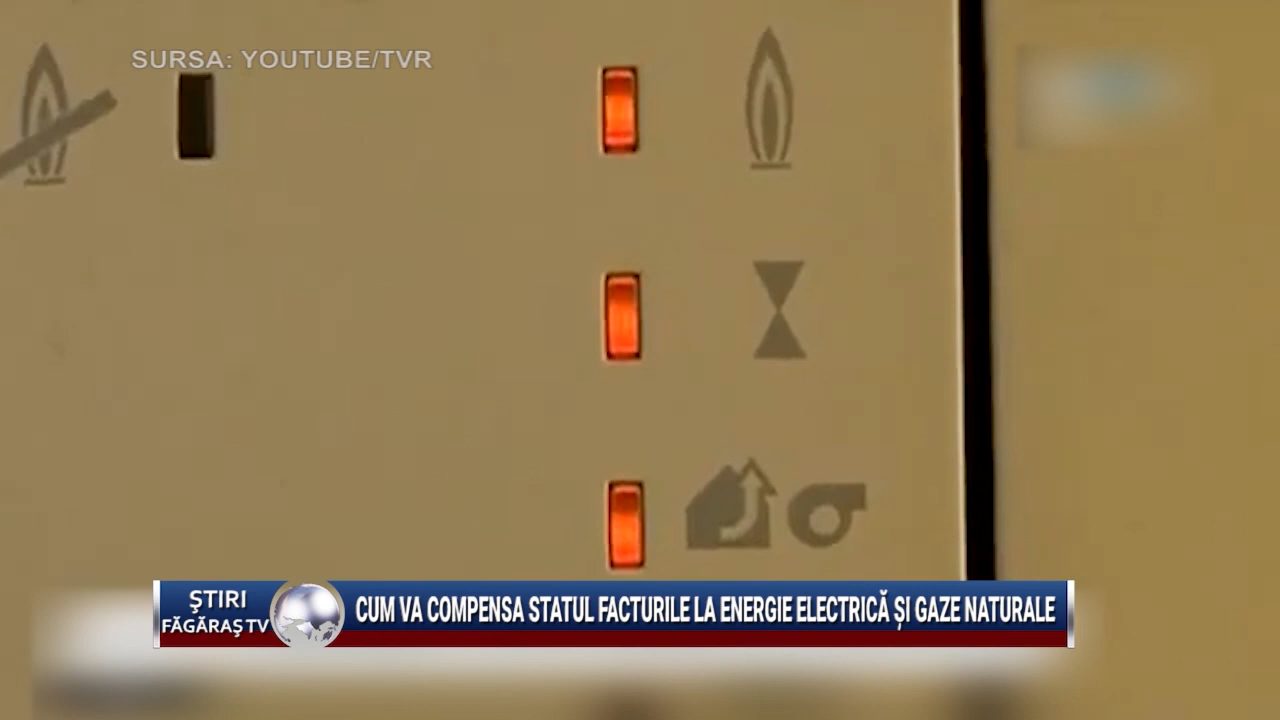 SURSA: YOUTUBE/TVR
ŞTIRI
FĂGĂRAŞ TV
CUM VA COMPENSA STATUL FACTURILE LA ENERGIE ELECTRICĂ ȘI GAZE NATURALE